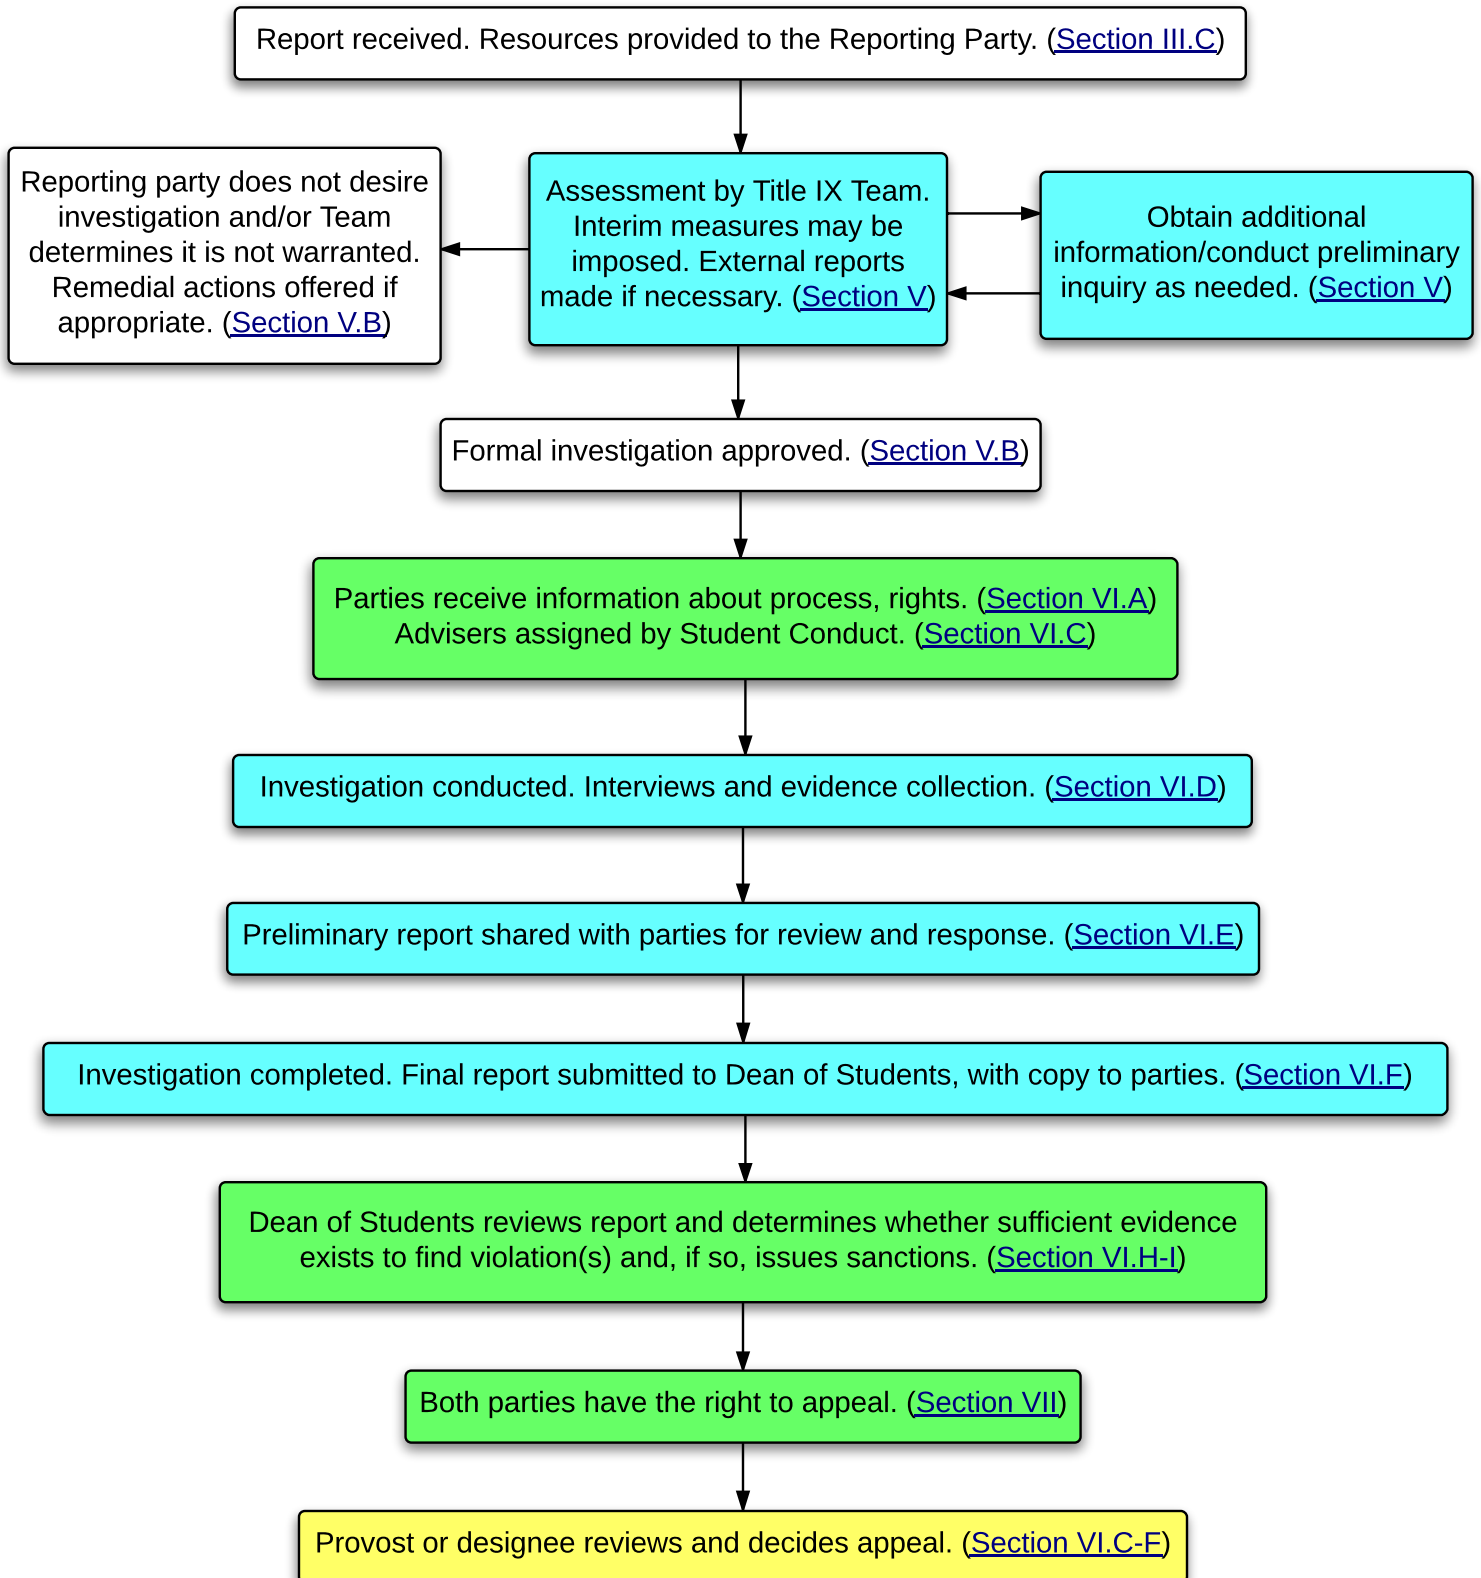 Report received. Resources provided to the Reporting Party. (Section III.C)
Reporting party does not desire
investigation and/or Team
determines it is not warranted.
Remedial actions offered if
appropriate. (Section V.B)
Assessment by Title IX Team.
Interim measures may be
imposed. External reports
made if necessary. (Section V)
Obtain additional
information/conduct preliminary
inquiry as needed. (Section V)
Formal investigation approved. (Section V.B)
Parties receive information about process, rights. (Section VI.A)
Advisers assigned by Student Conduct. (Section VI.C)
Investigation conducted. Interviews and evidence collection. (Section VI.D)
Preliminary report shared with parties for review and response. (Section VI.E)
Investigation completed. Final report submitted to Dean of Students, with copy to parties. (Section VI.F)
Dean of Students reviews report and determines whether sufficient evidence
exists to find violation(s) and, if so, issues sanctions. (Section VI.H-I)
Both parties have the right to appeal. (Section VII)
Provost or designee reviews and decides appeal. (Section VI.C-F)